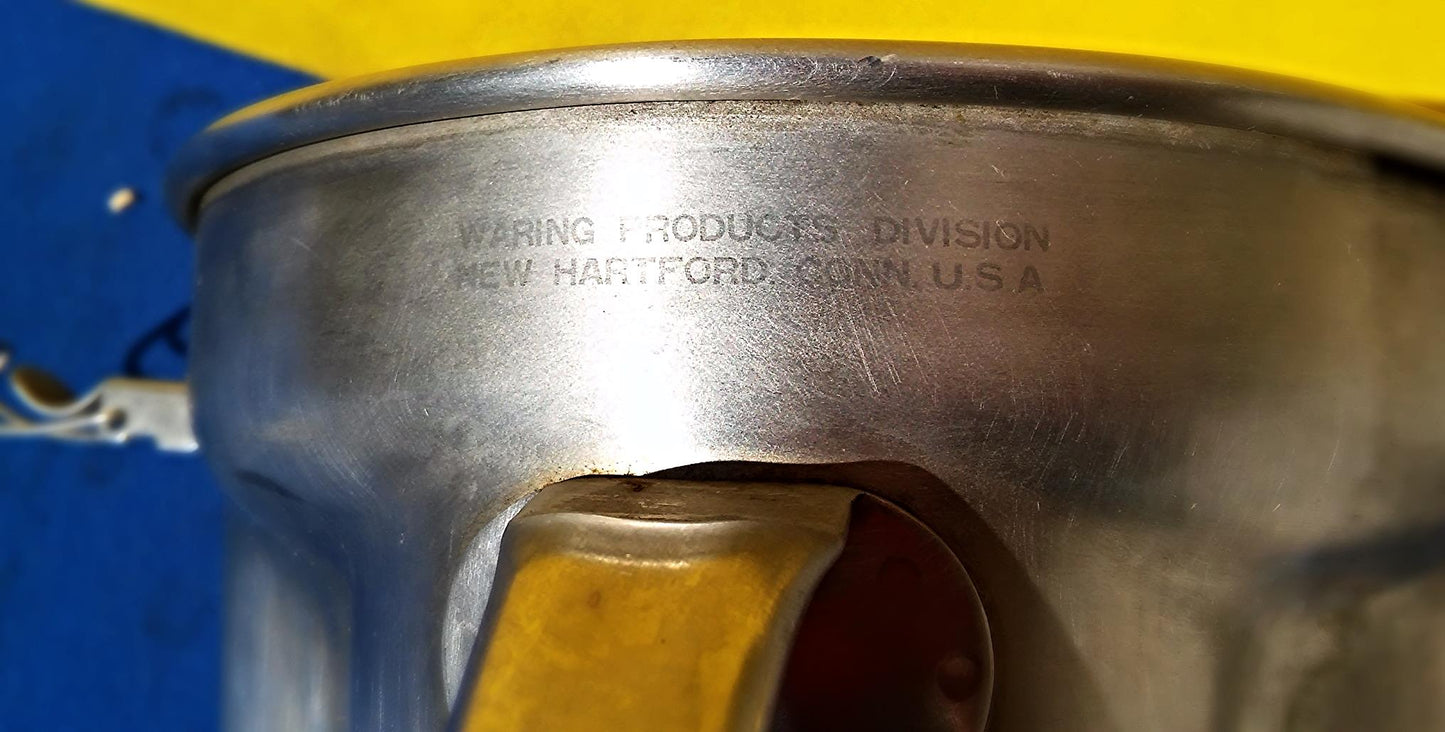 WARING PRODUCTS DIVISION
NEW HARTFORD. CONN. U.S A